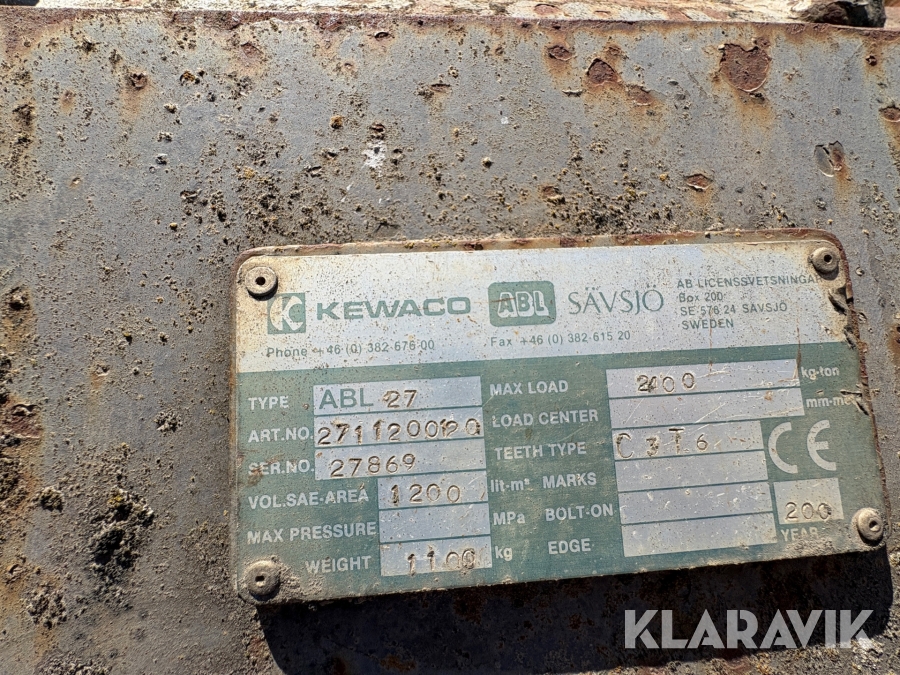 KEWACO ABL SÄVSJÖ
AB LICENSSVETSNINGAR
Box 200
SE 576 24 SÄVSJÖ
SWEDEN
Phone +46 (0) 382-676 00 Fax +46 (0) 382-615 20
TYPE ABL 27 MAX LOAD 2400 kg-ton
ART.NO. LOAD CENTER
SER.NO. 27869 TEETH TYPE C3T6 CE
VOL.SAE-AREA 1200 lit-m² MARKS
MAX PRESSURE MPa BOLT-ON 200
WEIGHT 1100 kg EDGE YEAR
KLARAVIK